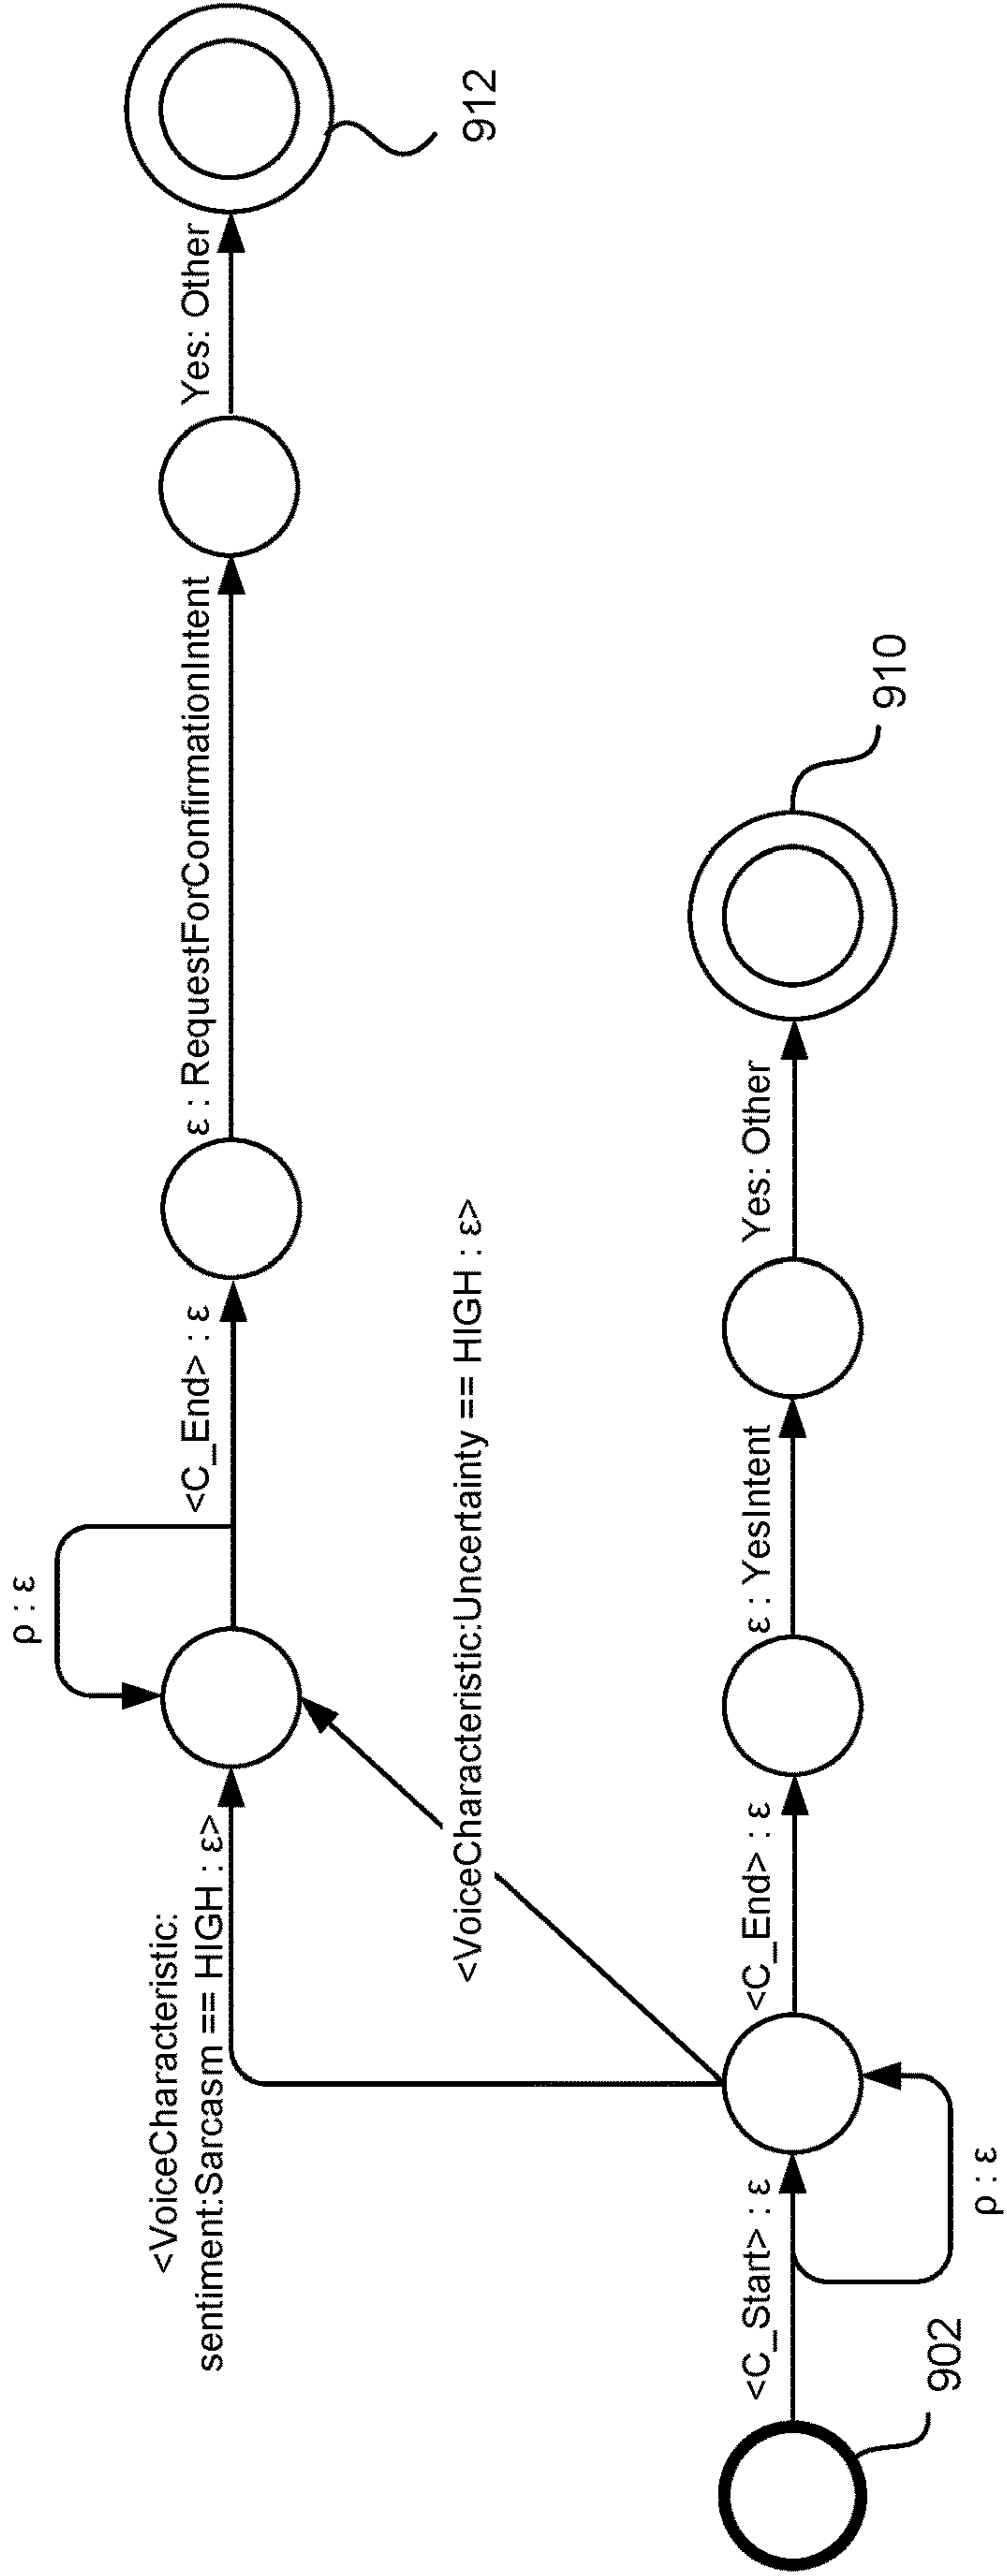 ρ : ε
<VoiceCharacteristic:
sentiment:Sarcasm == HIGH : ε>
<C_End> : ε
ε : RequestForConfirmationIntent
Yes: Other
912
<VoiceCharacteristic:Uncertainty == HIGH : ε>
<C_Start> : ε
<C_End> : ε
ε : YesIntent
Yes: Other
910
902
ρ : ε